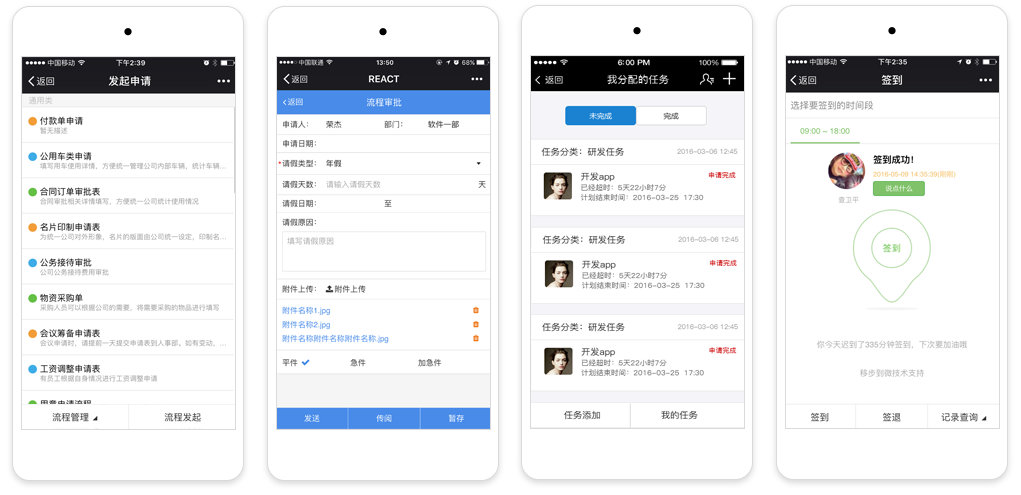 中国移动 下午2:39
返回 发起申请
通用类
付款单申请
暂无描述
公用车类申请
填写用车使用详情，方便统一管理公司内部车辆，统计车辆...
合同订单审批表
合同审批相关详情填写，方便统一公司统计使用情况
名片印制申请表
为统一公司对外形象，名片的版面由公司统一设定，印制名...
公务接待审批
公司公务接待费用审批
物资采购单
采购人员可以根据公司的需要，将需要采购的物品进行填写
会议筹备申请表
会议申请时，请提前一天提交申请表到人事部。如有变动，...
工资调整申请表
有员工根据自身情况进行工资调整申请
用章申请流程
流程管理 流程发起
中国联通 13:50 68%
返回 REACT
返回 流程审批
申请人： 荣杰 部门： 软件一部
申请日期：
*请假类型： 年假
请假天数： 请输入请假天数 天
请假日期： 至
请假原因：
填写请假原因
附件上传： 附件上传
附件名称1.jpg
附件名称2.jpg
附件名称附件名称附件名称.jpg
平件 急件 加急件
发送 传阅 暂存
6:00 PM 100%
返回 我分配的任务
未完成 完成
任务分类：研发任务 2016-03-06 12:45
开发app 申请完成
已经超时：5天22小时7分
计划结束时间：2016-03-25 17:30
任务分类：研发任务 2016-03-06 12:45
开发app 申请完成
已经超时：5天22小时7分
计划结束时间：2016-03-25 17:30
任务分类：研发任务 2016-03-06 12:45
开发app 申请完成
已经超时：5天22小时7分
计划结束时间：2016-03-25 17:30
任务添加 我的任务
中国移动 下午2:35
返回 签到
选择要签到的时间段
09:00 – 18:00
签到成功！
2016-05-09 14:35:39(刚刚)
说点什么
曹卫平
签到
你今天迟到了335分钟签到，下次要加油哦
移步到微技术支持
签到 签退 记录查询